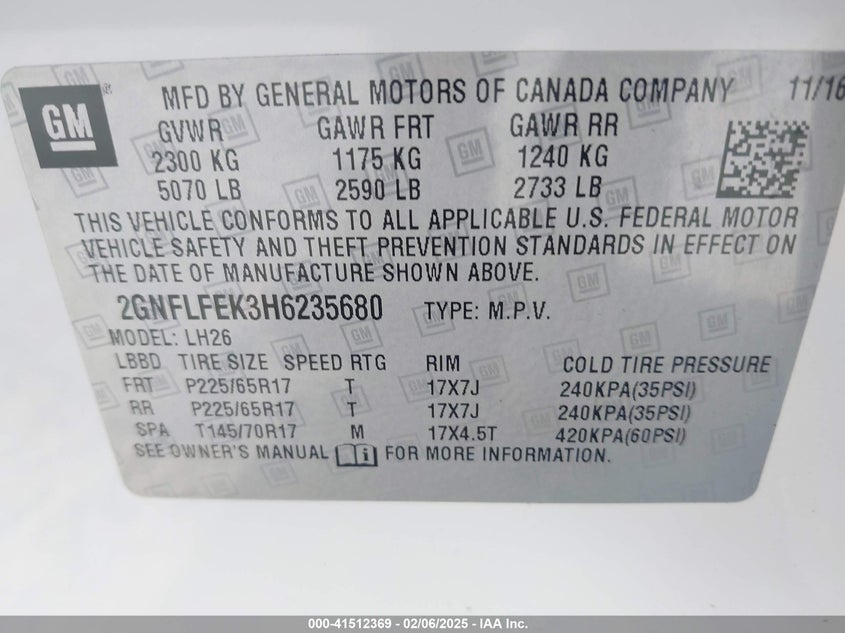 GM ® MFD BY GENERAL MOTORS OF CANADA COMPANY 11/16
GVWR GAWR FRT GAWR RR
2300 KG 1175 KG 1240 KG
5070 LB 2590 LB 2733 LB
THIS VEHICLE CONFORMS TO ALL APPLICABLE U.S. FEDERAL MOTOR
VEHICLE SAFETY AND THEFT PREVENTION STANDARDS IN EFFECT ON
THE DATE OF MANUFACTURE SHOWN ABOVE.
2GNFLFEK3H6235680 TYPE: M.P.V.
MODEL: LH26
LBBD TIRE SIZE SPEED RTG RIM COLD TIRE PRESSURE
FRT P225/65R17 T 17X7J 240KPA(35PSI)
RR P225/65R17 T 17X7J 240KPA(35PSI)
SPA T145/70R17 M 17X4.5T 420KPA(60PSI)
SEE OWNER'S MANUAL i FOR MORE INFORMATION.
000-41512369 - 02/06/2025 - IAA Inc.